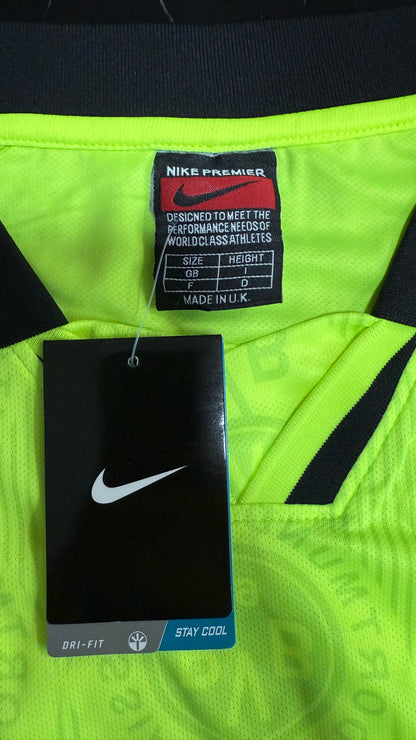 NIKE PREMIER
DESIGNED TO MEET THE
PERFORMANCE NEEDS OF
WORLD CLASS ATHLETES
SIZE HEIGHT
GB I
F D
MADE IN U.K.
DRI-FIT STAY COOL